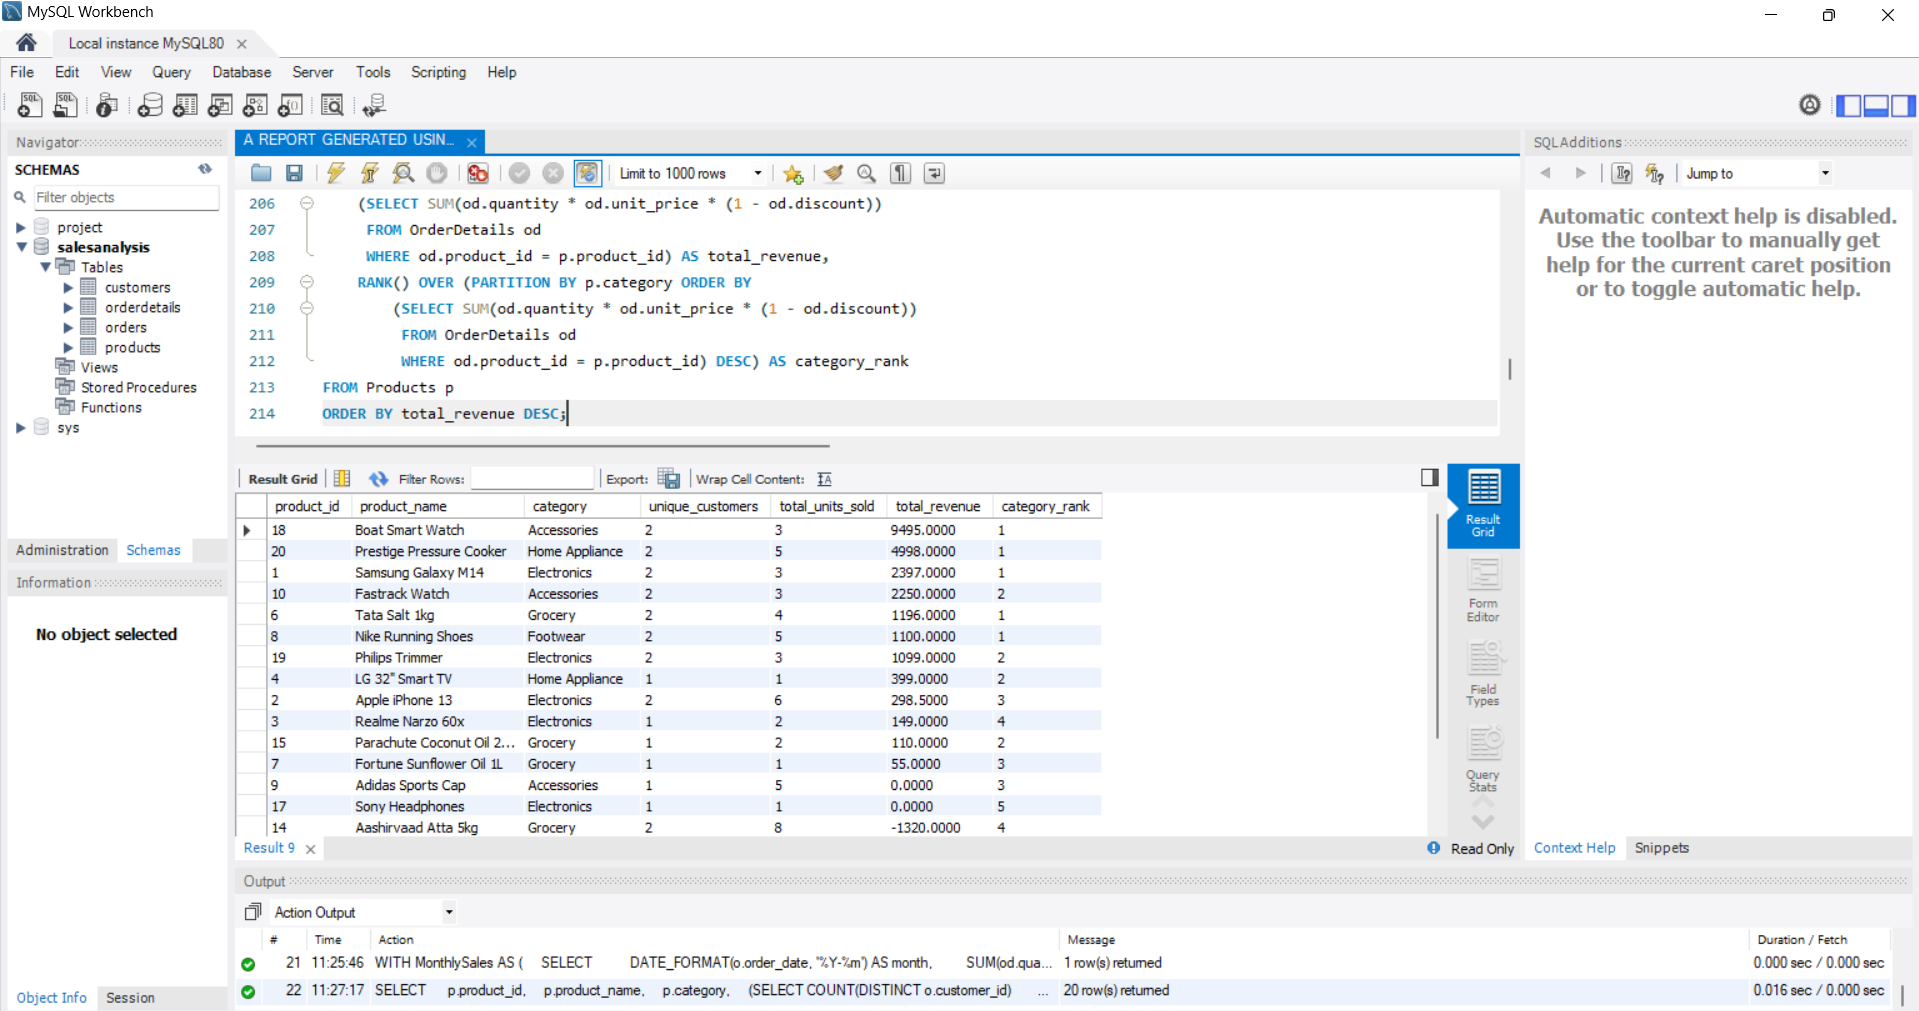 MySQL Workbench
Local instance MySQL80
File Edit View Query Database Server Tools Scripting Help
Navigator
SCHEMAS
Filter objects
project
salesanalysis
Tables
customers
orderdetails
orders
products
Views
Stored Procedures
Functions
sys
Administration Schemas
Information
No object selected
Object Info Session
A REPORT GENERATED USIN...
Limit to 1000 rows
206 (SELECT SUM(od.quantity * od.unit_price * (1 - od.discount))
207 FROM OrderDetails od
208 WHERE od.product_id = p.product_id) AS total_revenue,
209 RANK() OVER (PARTITION BY p.category ORDER BY
210 (SELECT SUM(od.quantity * od.unit_price * (1 - od.discount))
211 FROM OrderDetails od
212 WHERE od.product_id = p.product_id) DESC) AS category_rank
213 FROM Products p
214 ORDER BY total_revenue DESC;
Result Grid Filter Rows: Export: Wrap Cell Content:
product_id product_name category unique_customers total_units_sold total_revenue category_rank
18 Boat Smart Watch Accessories 2 3 9495.0000 1
20 Prestige Pressure Cooker Home Appliance 2 5 4998.0000 1
1 Samsung Galaxy M14 Electronics 2 3 2397.0000 1
10 Fastrack Watch Accessories 2 3 2250.0000 2
6 Tata Salt 1kg Grocery 2 4 1196.0000 1
8 Nike Running Shoes Footwear 2 5 1100.0000 1
19 Philips Trimmer Electronics 2 3 1099.0000 2
4 LG 32" Smart TV Home Appliance 1 1 399.0000 2
2 Apple iPhone 13 Electronics 2 6 298.5000 3
3 Realme Narzo 60x Electronics 1 2 149.0000 4
15 Parachute Coconut Oil 2... Grocery 1 2 110.0000 2
7 Fortune Sunflower Oil 1L Grocery 1 1 55.0000 3
9 Adidas Sports Cap Accessories 1 5 0.0000 3
17 Sony Headphones Electronics 1 1 0.0000 5
14 Aashirvaad Atta 5kg Grocery 2 8 -1320.0000 4
Result Grid
Form Editor
Field Types
Query Stats
Result 9
Read Only
SQLAdditions
Jump to
Automatic context help is disabled.
Use the toolbar to manually get
help for the current caret position
or to toggle automatic help.
Context Help Snippets
Output
Action Output
# Time Action Message Duration / Fetch
21 11:25:46 WITH MonthlySales AS ( SELECT DATE_FORMAT(o.order_date, '%Y-%m') AS month, SUM(od.qua... 1 row(s) returned 0.000 sec / 0.000 sec
22 11:27:17 SELECT p.product_id, p.product_name, p.category, (SELECT COUNT(DISTINCT o.customer_id) ... 20 row(s) returned 0.016 sec / 0.000 sec